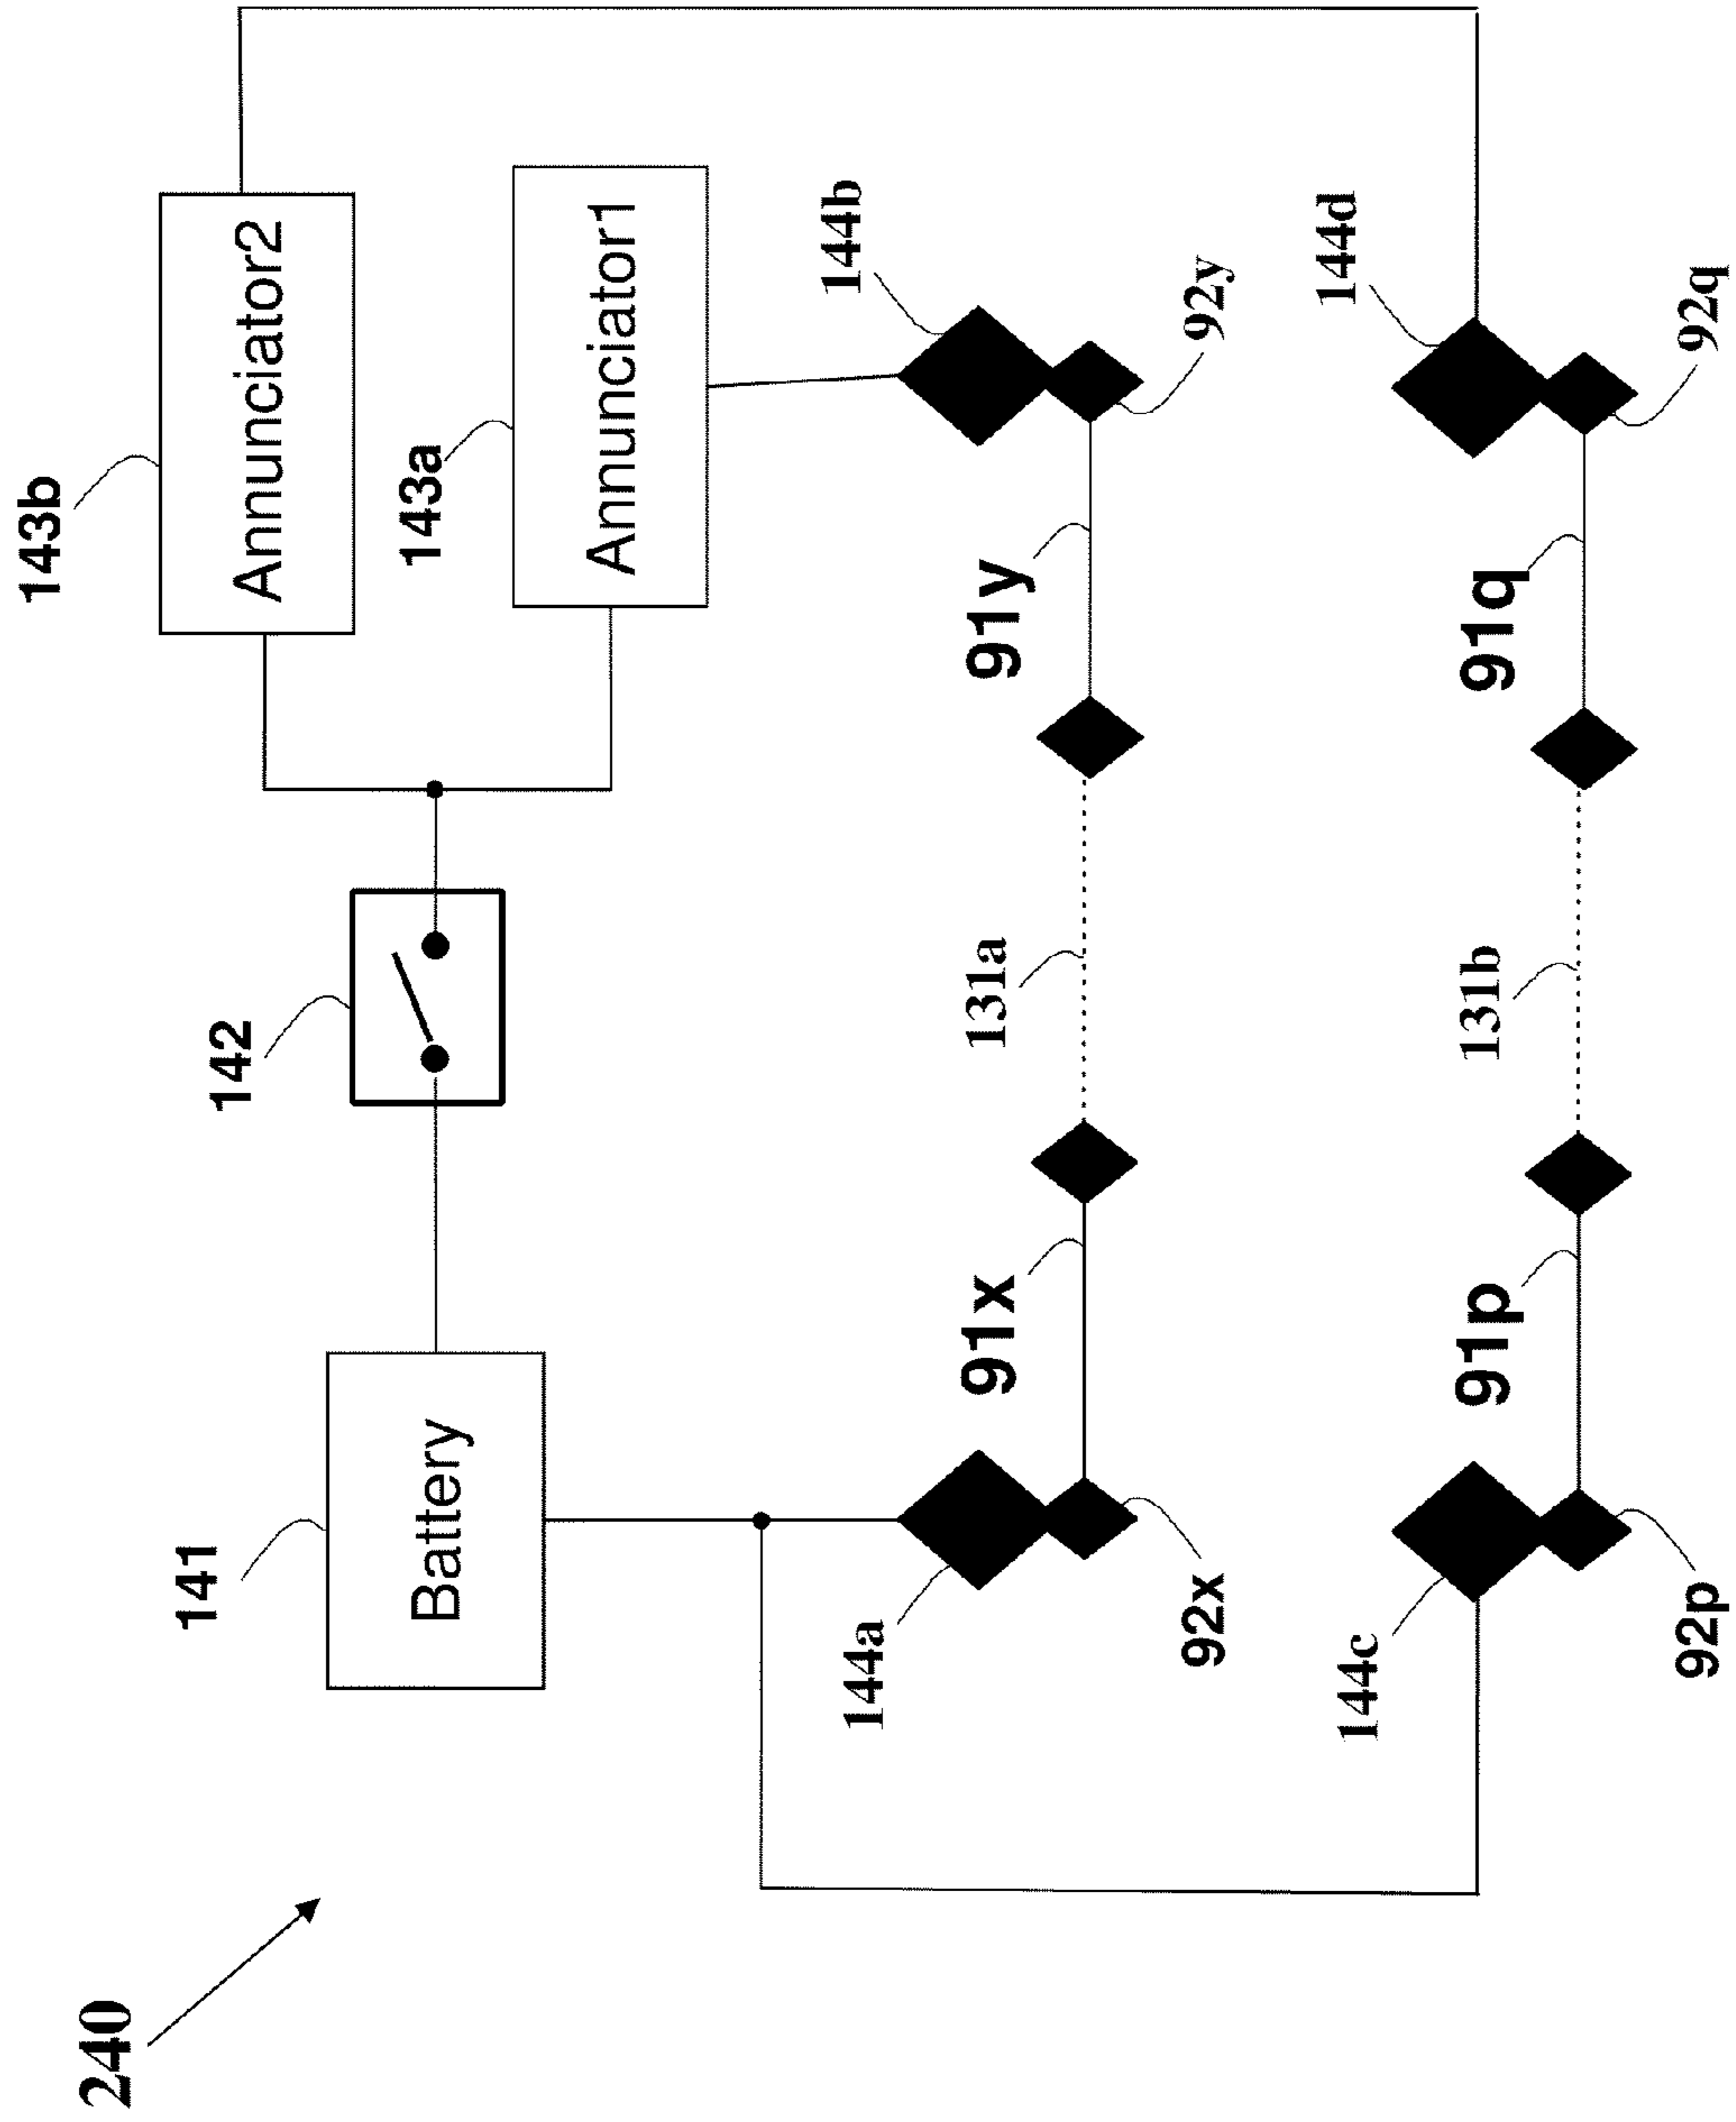 240
143b
Annunciator2
143a
Annunciator1
142
141
Battery
144b
92y
91y
131a
91x
144a
92x
144d
92q
91q
131b
91p
144c
92p